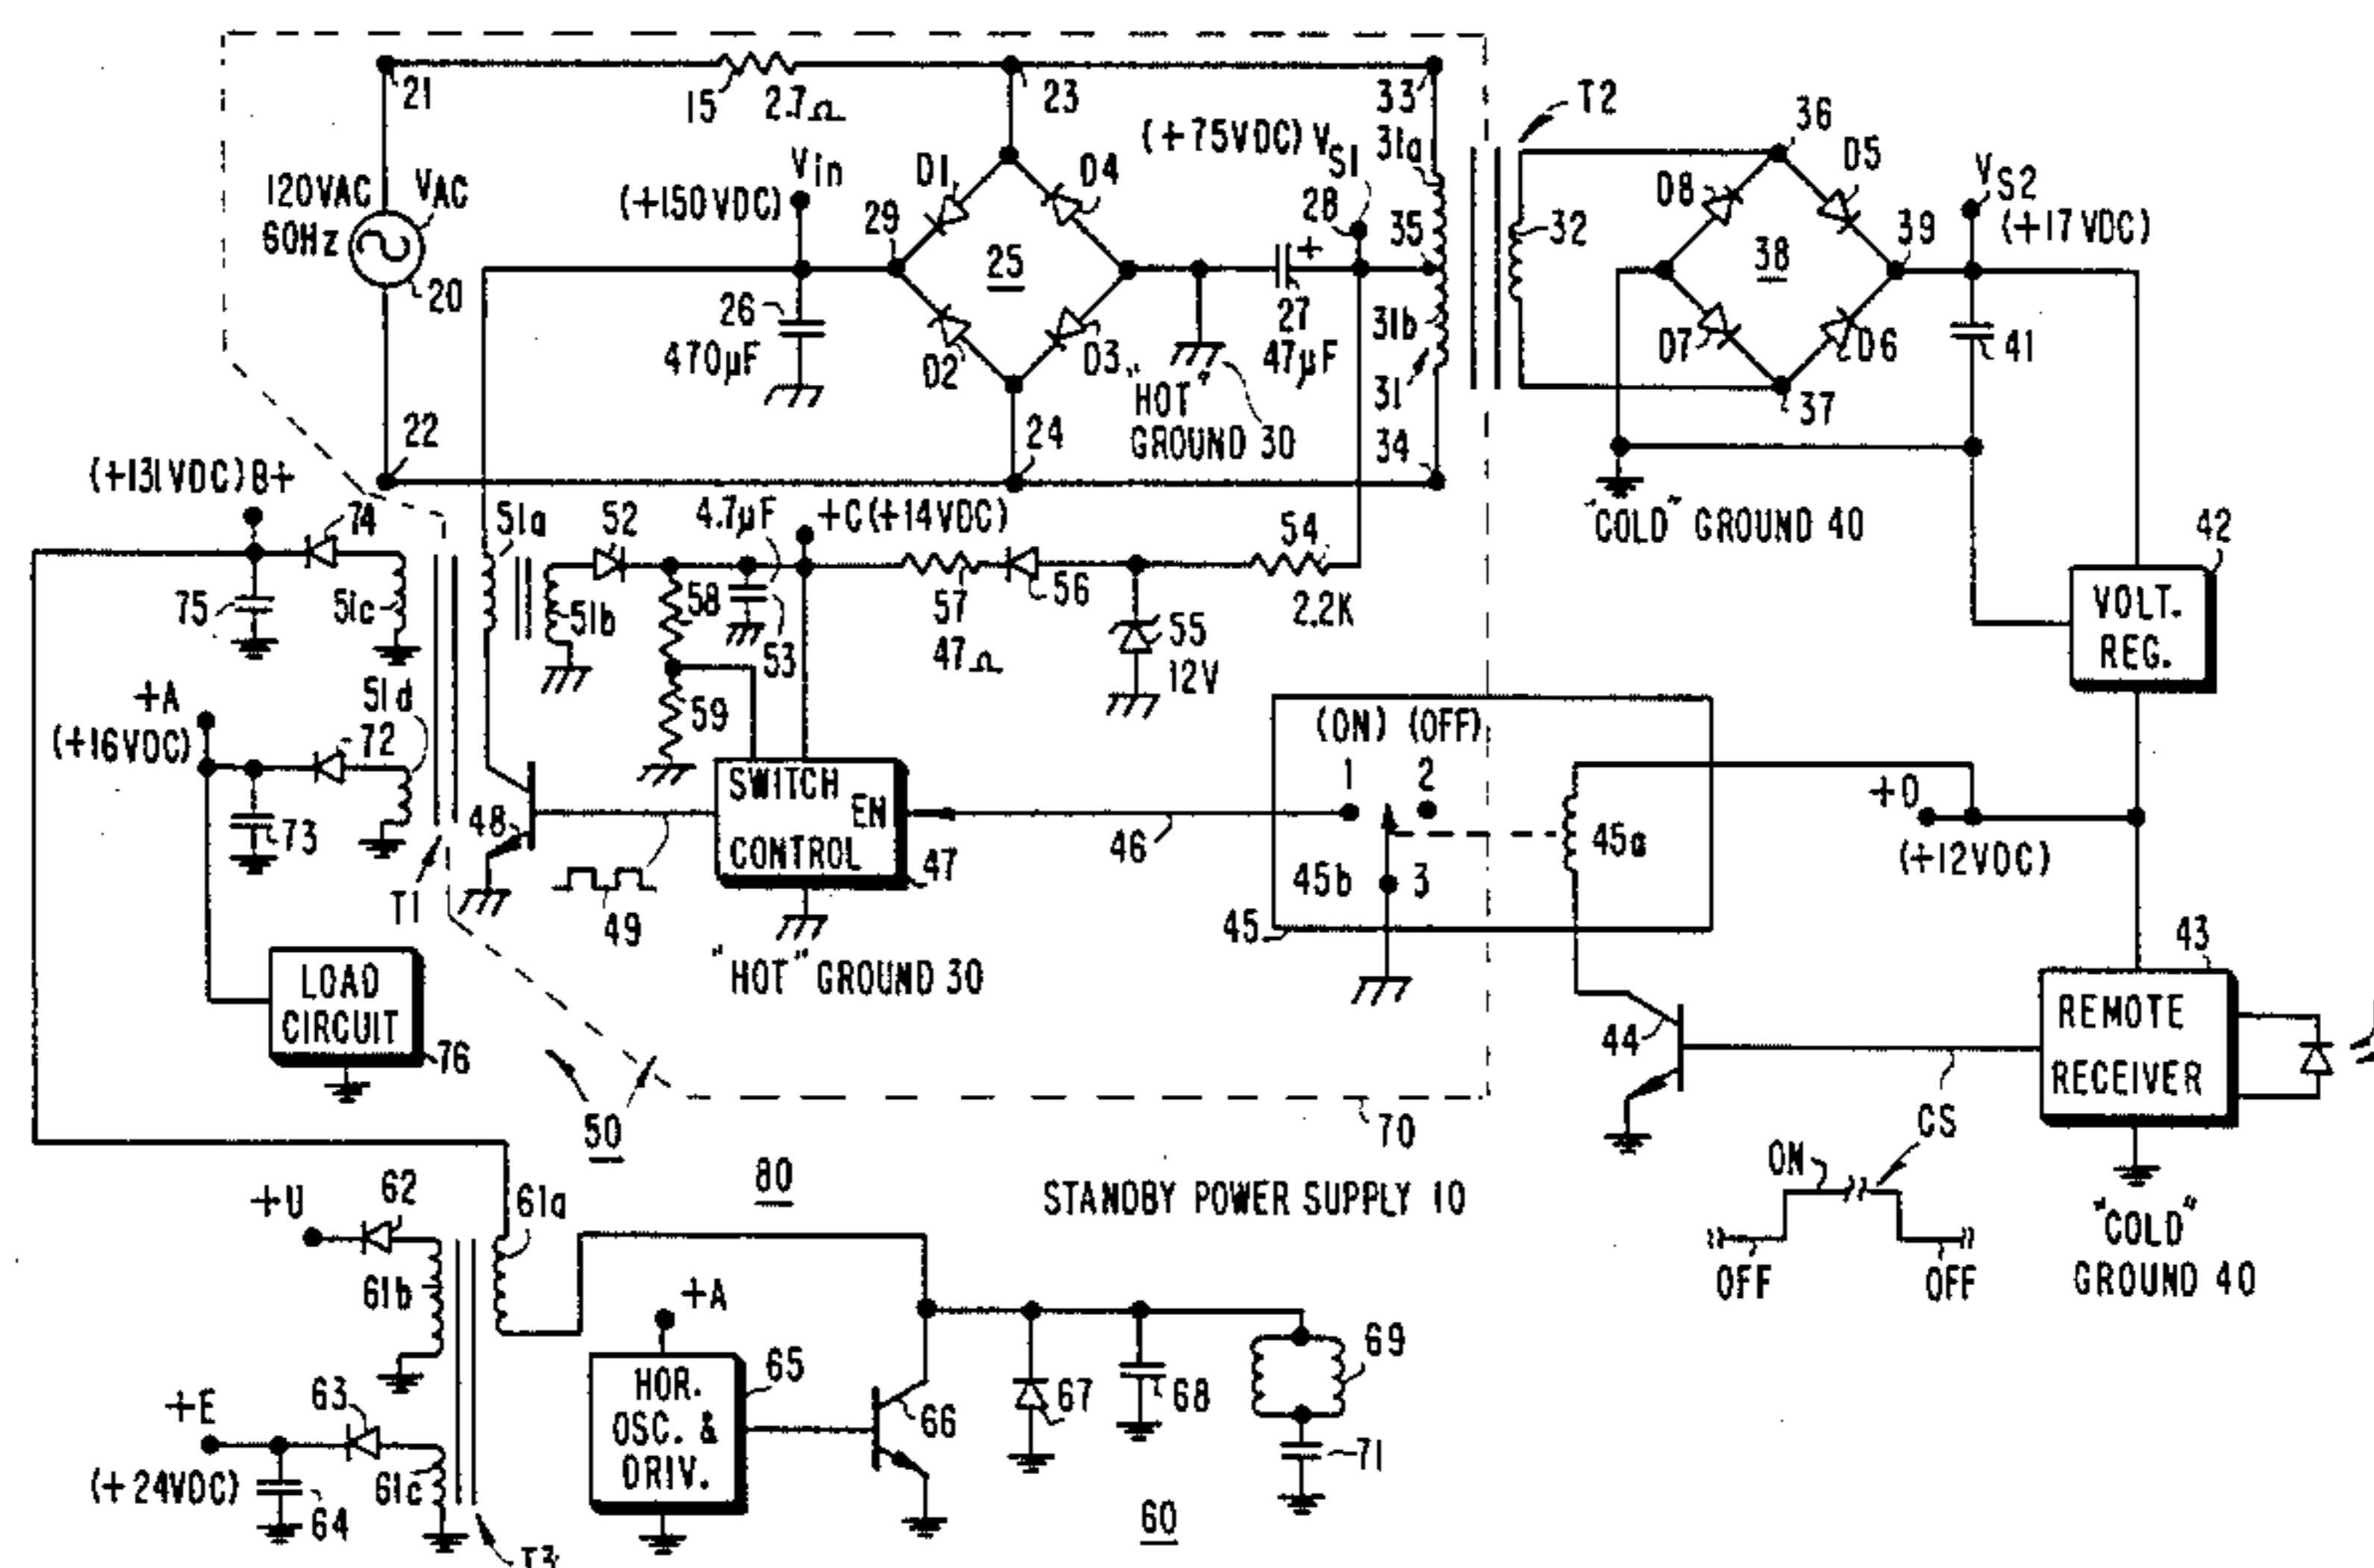 21
15
2.7Ω
23
33
T2
36
(+75VDC) VS1
31a
D5
120VAC
60Hz
VAC
Vin
(+150 VDC)
D1
D4
28
35
D8
VS2
(+17 VDC)
29
25
32
38
39
20
26
470µF
D2
D3
27
47µF
31b
31
D7
D6
41
37
"HOT"
GROUND 30
22
24
34
(+131VDC) B+
74
51a
52
4.7µF
+C (+14VDC)
54
"COLD" GROUND 40
42
75
51c
51b
58
53
57
47Ω
56
55
12V
2.2K
VOLT.
REG.
+A
(+16VDC)
51d
72
59
(ON) (OFF)
1
2
73
48
SWITCH
CONTROL
EN
47
46
45b
3
45a
+D
(+12VDC)
T1
49
45
43
"HOT" GROUND 30
LOAD
CIRCUIT
76
44
REMOTE
RECEIVER
50
70
CS
80
STANDBY POWER SUPPLY 10
ON
OFF
OFF
"COLD"
GROUND 40
+U
62
61a
61b
+A
+E
(+24VDC)
63
64
61c
T3
HOR.
OSC. &
DRIV.
65
66
67
68
69
71
60